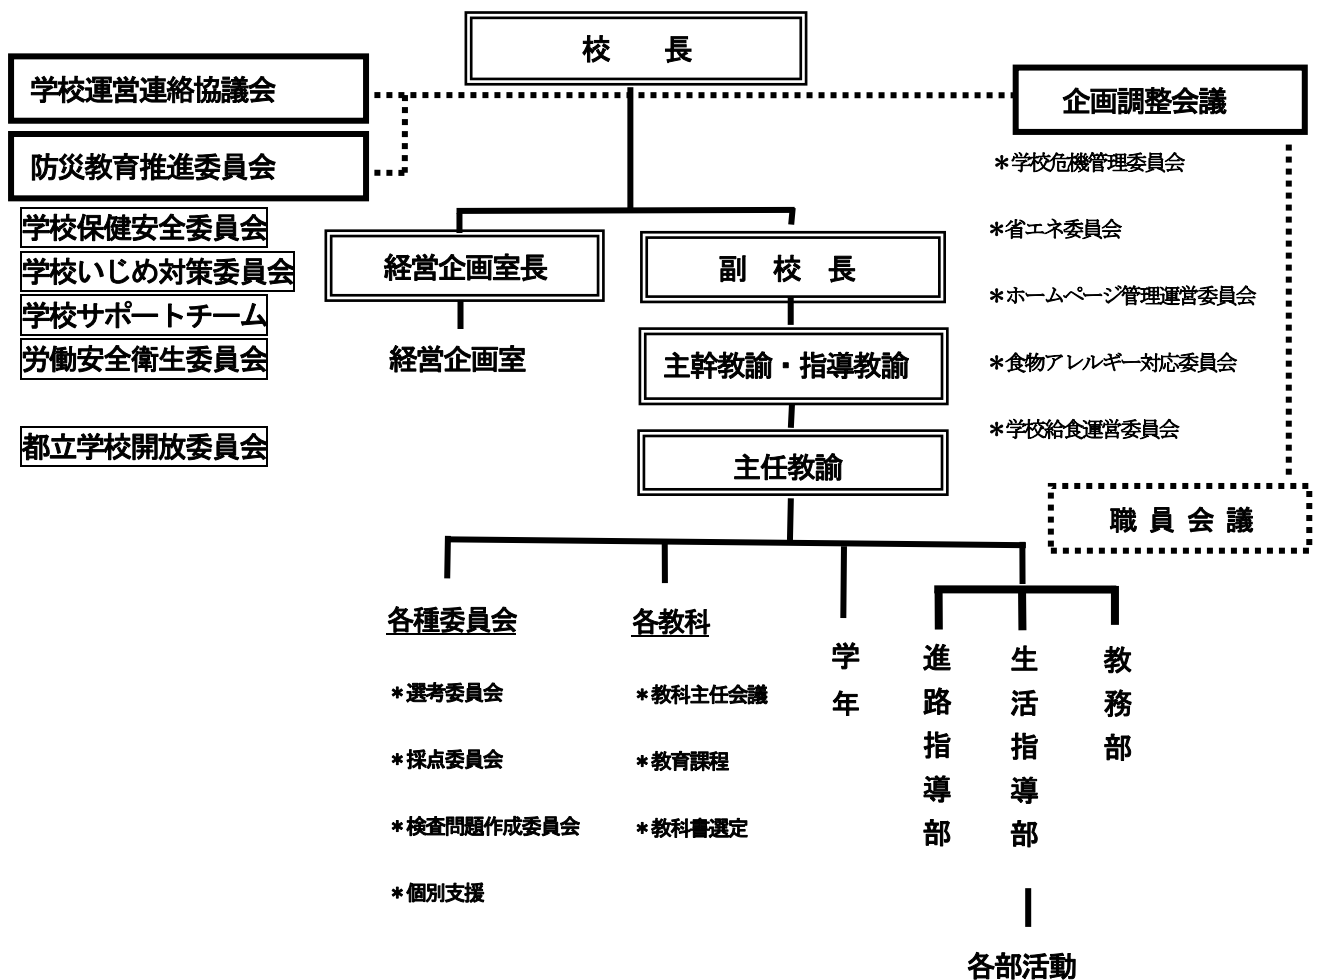 校　　長
学校運営連絡協議会
防災教育推進委員会
学校保健安全委員会
学校いじめ対策委員会
学校サポートチーム
労働安全衛生委員会
都立学校開放委員会
企画調整会議
＊学校危機管理委員会
＊省エネ委員会
＊ホームページ管理運営委員会
＊食物アレルギー対応委員会
＊学校給食運営委員会
職 員 会 議
経営企画室長
経営企画室
副　校　長
主幹教諭・指導教諭
主任教諭
各種委員会
＊選考委員会
＊採点委員会
＊検査問題作成委員会
＊個別支援
各教科
＊教科主任会議
＊教育課程
＊教科書選定
学年
進路指導部
生活指導部
教務部
各部活動